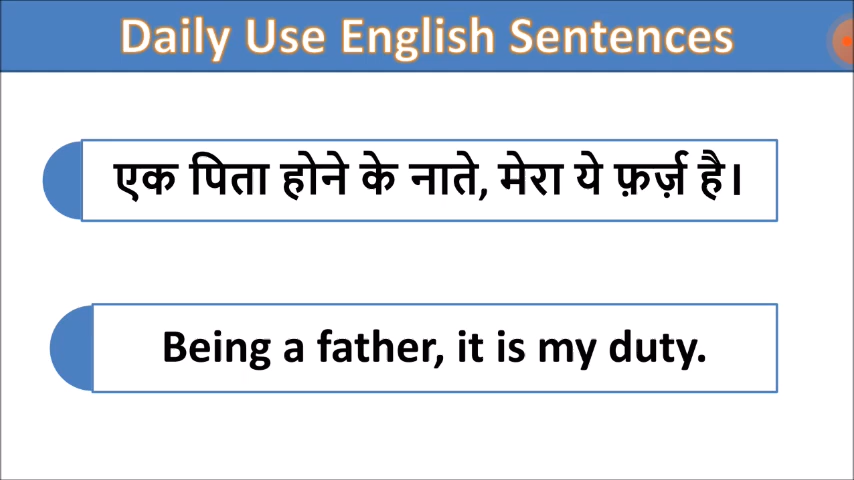 Daily Use English Sentences
एक पिता होने के नाते, मेरा ये फ़र्ज़ है।
Being a father, it is my duty.